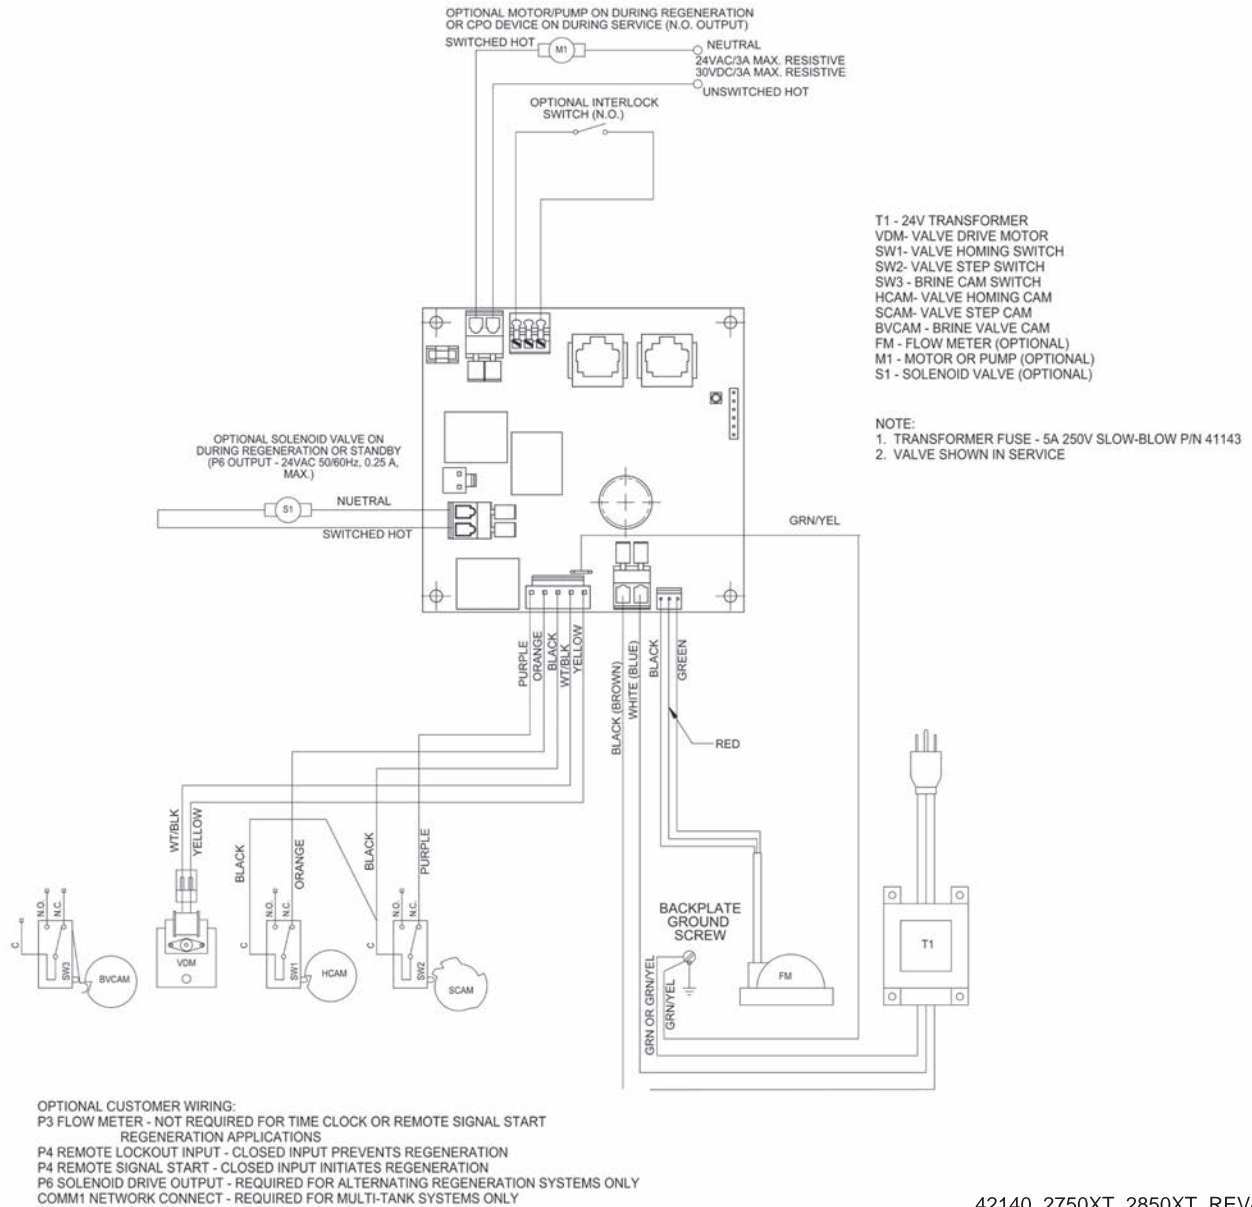 OPTIONAL MOTOR/PUMP ON DURING REGENERATION
OR CPO DEVICE ON DURING SERVICE (N.O. OUTPUT)
SWITCHED HOT
M1
NEUTRAL
24VAC/3A MAX. RESISTIVE
30VDC/3A MAX. RESISTIVE
UNSWITCHED HOT
OPTIONAL INTERLOCK
SWITCH (N.O.)
T1 - 24V TRANSFORMER
VDM- VALVE DRIVE MOTOR
SW1- VALVE HOMING SWITCH
SW2- VALVE STEP SWITCH
SW3 - BRINE CAM SWITCH
HCAM- VALVE HOMING CAM
SCAM- VALVE STEP CAM
BVCAM - BRINE VALVE CAM
FM - FLOW METER (OPTIONAL)
M1 - MOTOR OR PUMP (OPTIONAL)
S1 - SOLENOID VALVE (OPTIONAL)
NOTE:
1. TRANSFORMER FUSE - 5A 250V SLOW-BLOW P/N 41143
2. VALVE SHOWN IN SERVICE
OPTIONAL SOLENOID VALVE ON
DURING REGENERATION OR STANDBY
(P6 OUTPUT - 24VAC 50/60Hz, 0.25 A,
MAX.)
S1
NUETRAL
SWITCHED HOT
GRN/YEL
PURPLE
ORANGE
BLACK
WT/BLK
YELLOW
BLACK (BROWN)
WHITE (BLUE)
BLACK
GREEN
RED
WT/BLK
YELLOW
BLACK
ORANGE
BLACK
PURPLE
C
N.O.
N.C.
SW3
BVCAM
VDM
C
N.O.
N.C.
SW1
HCAM
C
N.O.
N.C.
SW2
SCAM
BACKPLATE
GROUND
SCREW
GRN OR GRN/YEL
GRN/YEL
FM
T1
OPTIONAL CUSTOMER WIRING:
P3 FLOW METER - NOT REQUIRED FOR TIME CLOCK OR REMOTE SIGNAL START
REGENERATION APPLICATIONS
P4 REMOTE LOCKOUT INPUT - CLOSED INPUT PREVENTS REGENERATION
P4 REMOTE SIGNAL START - CLOSED INPUT INITIATES REGENERATION
P6 SOLENOID DRIVE OUTPUT - REQUIRED FOR ALTERNATING REGENERATION SYSTEMS ONLY
COMM1 NETWORK CONNECT - REQUIRED FOR MULTI-TANK SYSTEMS ONLY